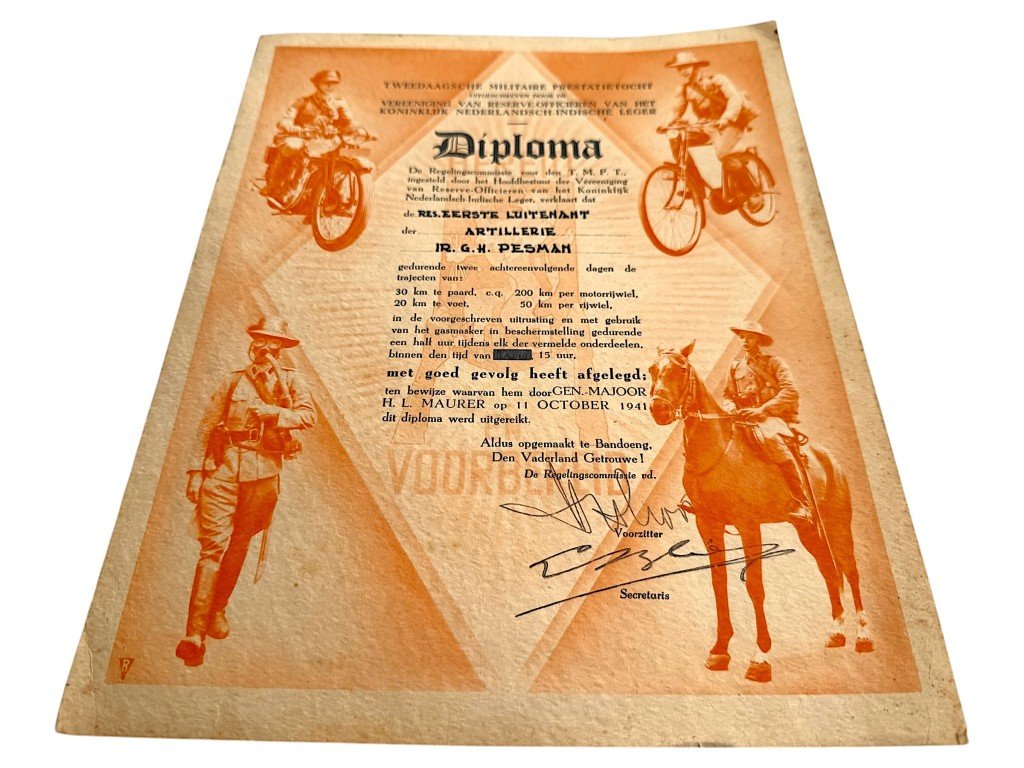 TWEEDAAGSCHE MILITAIRE PRESTATIETOCHT
UITGESCHREVEN DOOR DE
VEREENIGING VAN RESERVE-OFFICIEREN VAN HET
KONINKLIJK NEDERLANDSCH-INDISCHE LEGER
Diploma
De Regelingscommissie voor den T. M. P. T.,
ingesteld door het Hoofdbestuur der Vereeniging
van Reserve-Officieren van het Koninklijk
Nederlandsch-Indische Leger, verklaart dat
de RES. EERSTE LUITENANT
der ARTILLERIE
IR. G. H. PESMAN
gedurende twee achtereenvolgende dagen de
trajecten van:
30 km te paard, c.q. 200 km per motorrijwiel,
20 km te voet, 50 km per rijwiel,
in de voorgeschreven uitrusting en met gebruik
van het gasmasker in beschermstelling gedurende
een half uur tijdens elk der vermelde onderdeelen,
binnen den tijd van 15 uur,
met goed gevolg heeft afgelegd;
ten bewijze waarvan hem door GEN.-MAJOOR
H. L. MAURER op 11 OCTOBER 1941
dit diploma werd uitgereikt.
Aldus opgemaakt te Bandoeng,
Den Vaderland Getrouwe!
De Regelingscommissie vd.
Voorzitter
Secretaris